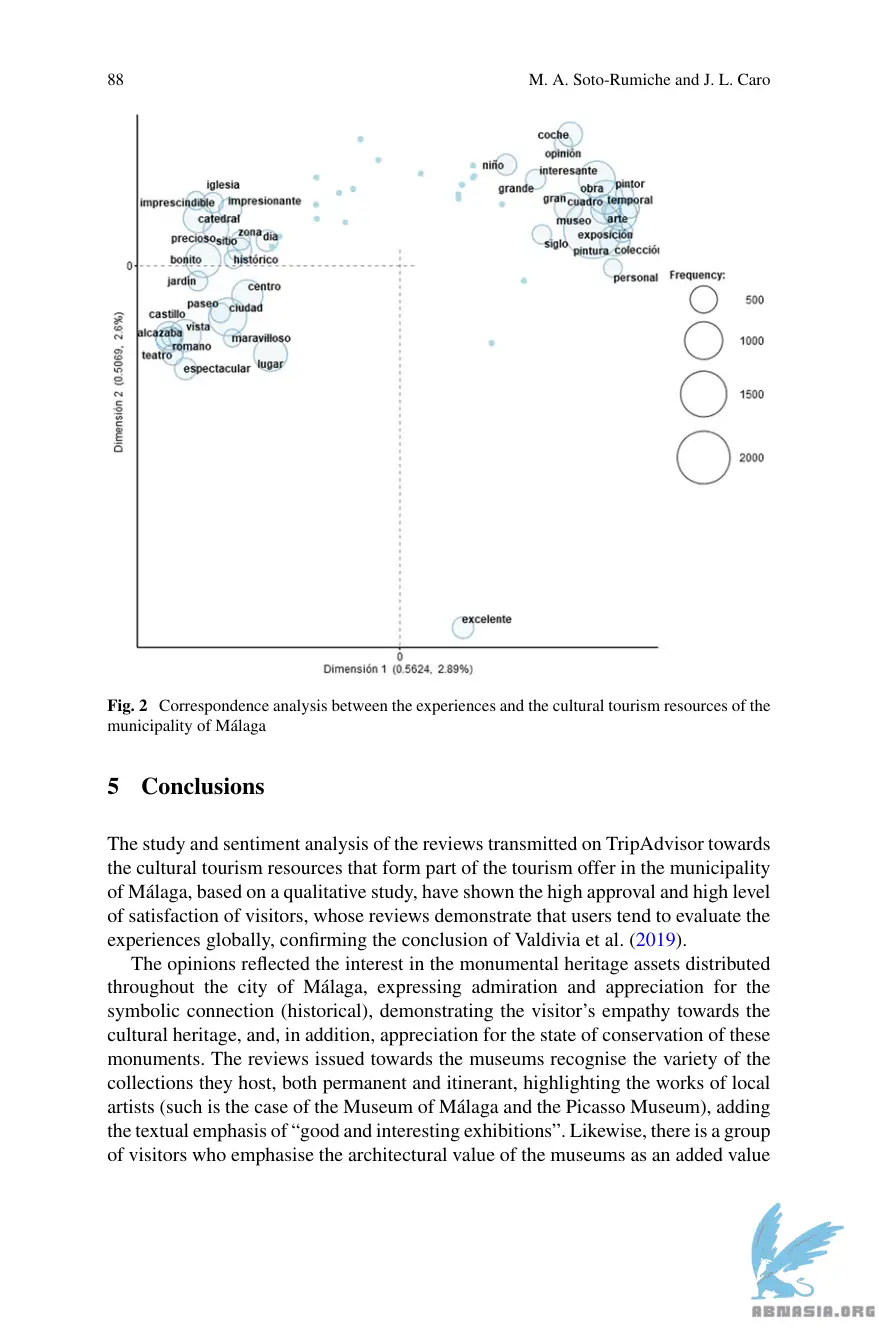 88
M. A. Soto-Rumiche and J. L. Caro
coche
opinión
niño
interesante
grande
obra
pintor
gran
cuadro
temporal
museo
arte
exposición
siglo
pintura
colecciór
personal
iglesia
imprescindible
impresionante
catedral
precioso
sitio
zona
dia
bonito
histórico
jardin
centro
paseo
ciudad
castillo
vista
alcazaba
romano
maravilloso
teatro
lugar
espectacular
excelente
0
0
Dimensión 2 (0.5069, 2.6%)
Dimensión 1 (0.5624, 2.89%)
Frequency:
500
1000
1500
2000
Fig. 2 Correspondence analysis between the experiences and the cultural tourism resources of the
municipality of Málaga
5 Conclusions
The study and sentiment analysis of the reviews transmitted on TripAdvisor towards
the cultural tourism resources that form part of the tourism offer in the municipality
of Málaga, based on a qualitative study, have shown the high approval and high level
of satisfaction of visitors, whose reviews demonstrate that users tend to evaluate the
experiences globally, confirming the conclusion of Valdivia et al. (2019).
The opinions reflected the interest in the monumental heritage assets distributed
throughout the city of Málaga, expressing admiration and appreciation for the
symbolic connection (historical), demonstrating the visitor's empathy towards the
cultural heritage, and, in addition, appreciation for the state of conservation of these
monuments. The reviews issued towards the museums recognise the variety of the
collections they host, both permanent and itinerant, highlighting the works of local
artists (such is the case of the Museum of Málaga and the Picasso Museum), adding
the textual emphasis of “good and interesting exhibitions”. Likewise, there is a group
of visitors who emphasise the architectural value of the museums as an added value
ABNASIA.ORG